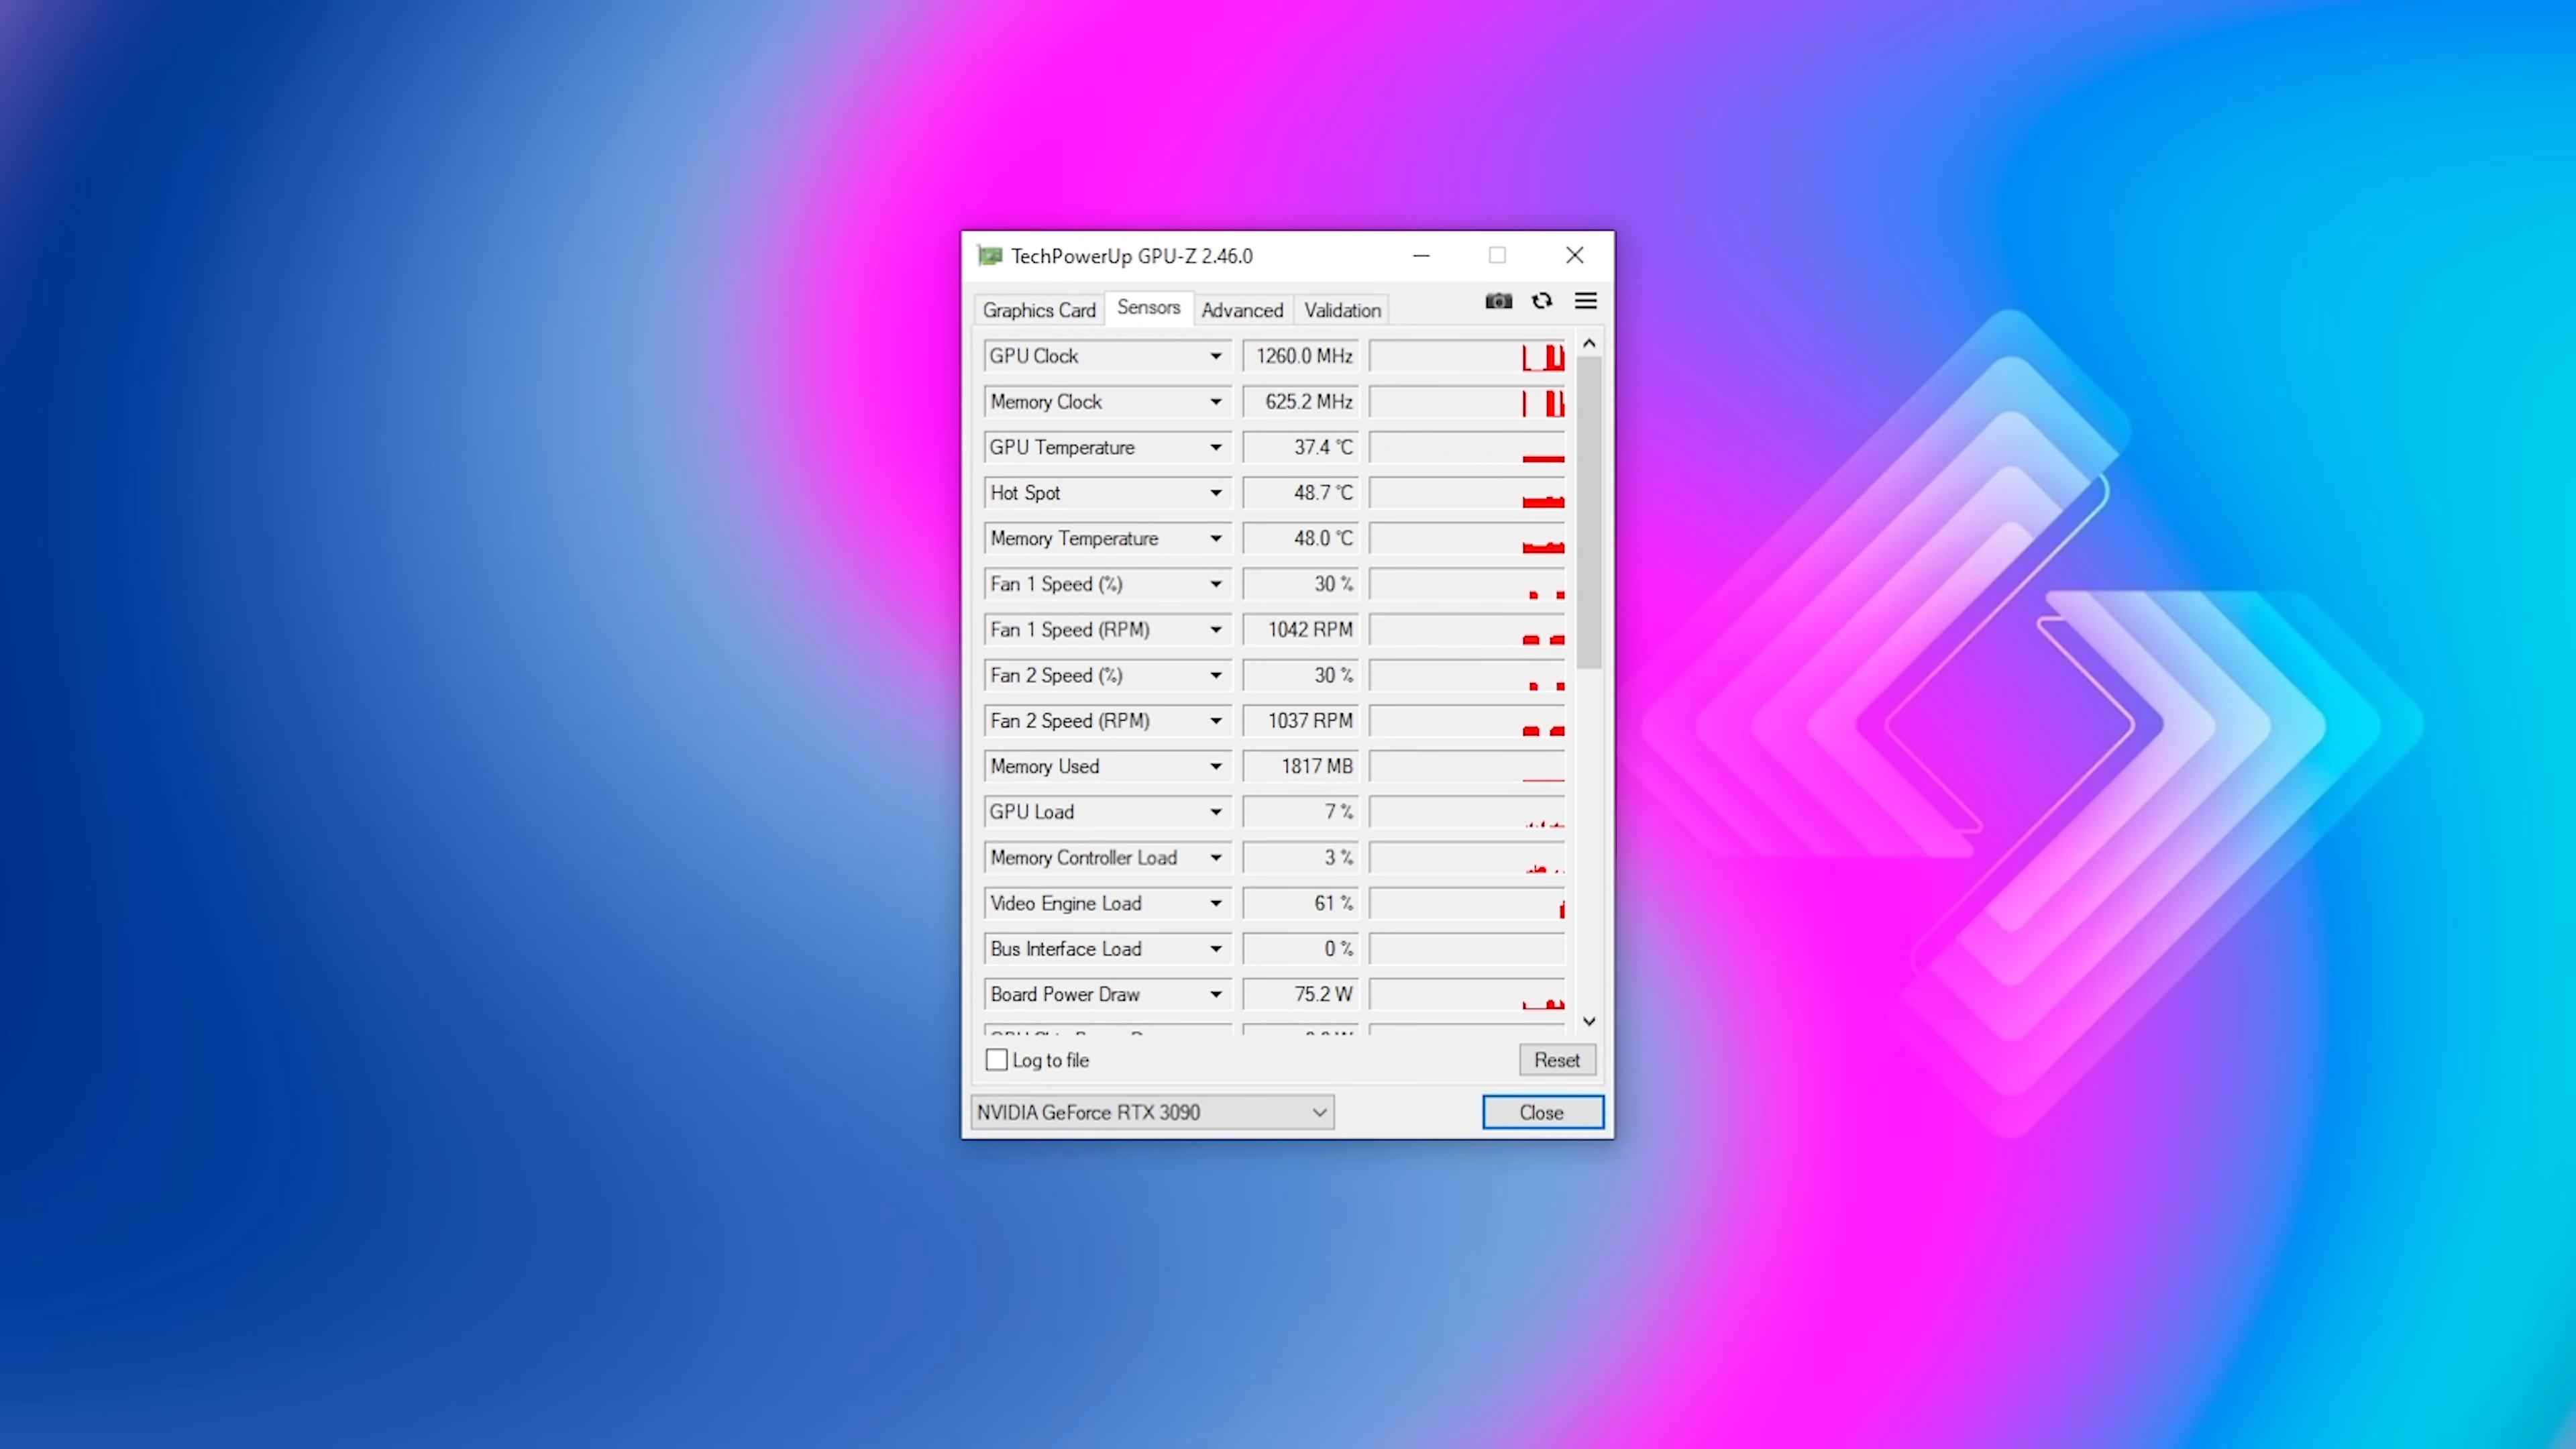 TechPowerUp GPU-Z 2.46.0
Graphics Card Sensors Advanced Validation
GPU Clock 1260.0 MHz
Memory Clock 625.2 MHz
GPU Temperature 37.4 °C
Hot Spot 48.7 °C
Memory Temperature 48.0 °C
Fan 1 Speed (%) 30 %
Fan 1 Speed (RPM) 1042 RPM
Fan 2 Speed (%) 30 %
Fan 2 Speed (RPM) 1037 RPM
Memory Used 1817 MB
GPU Load 7 %
Memory Controller Load 3 %
Video Engine Load 61 %
Bus Interface Load 0 %
Board Power Draw 75.2 W
Log to file Reset
NVIDIA GeForce RTX 3090 Close